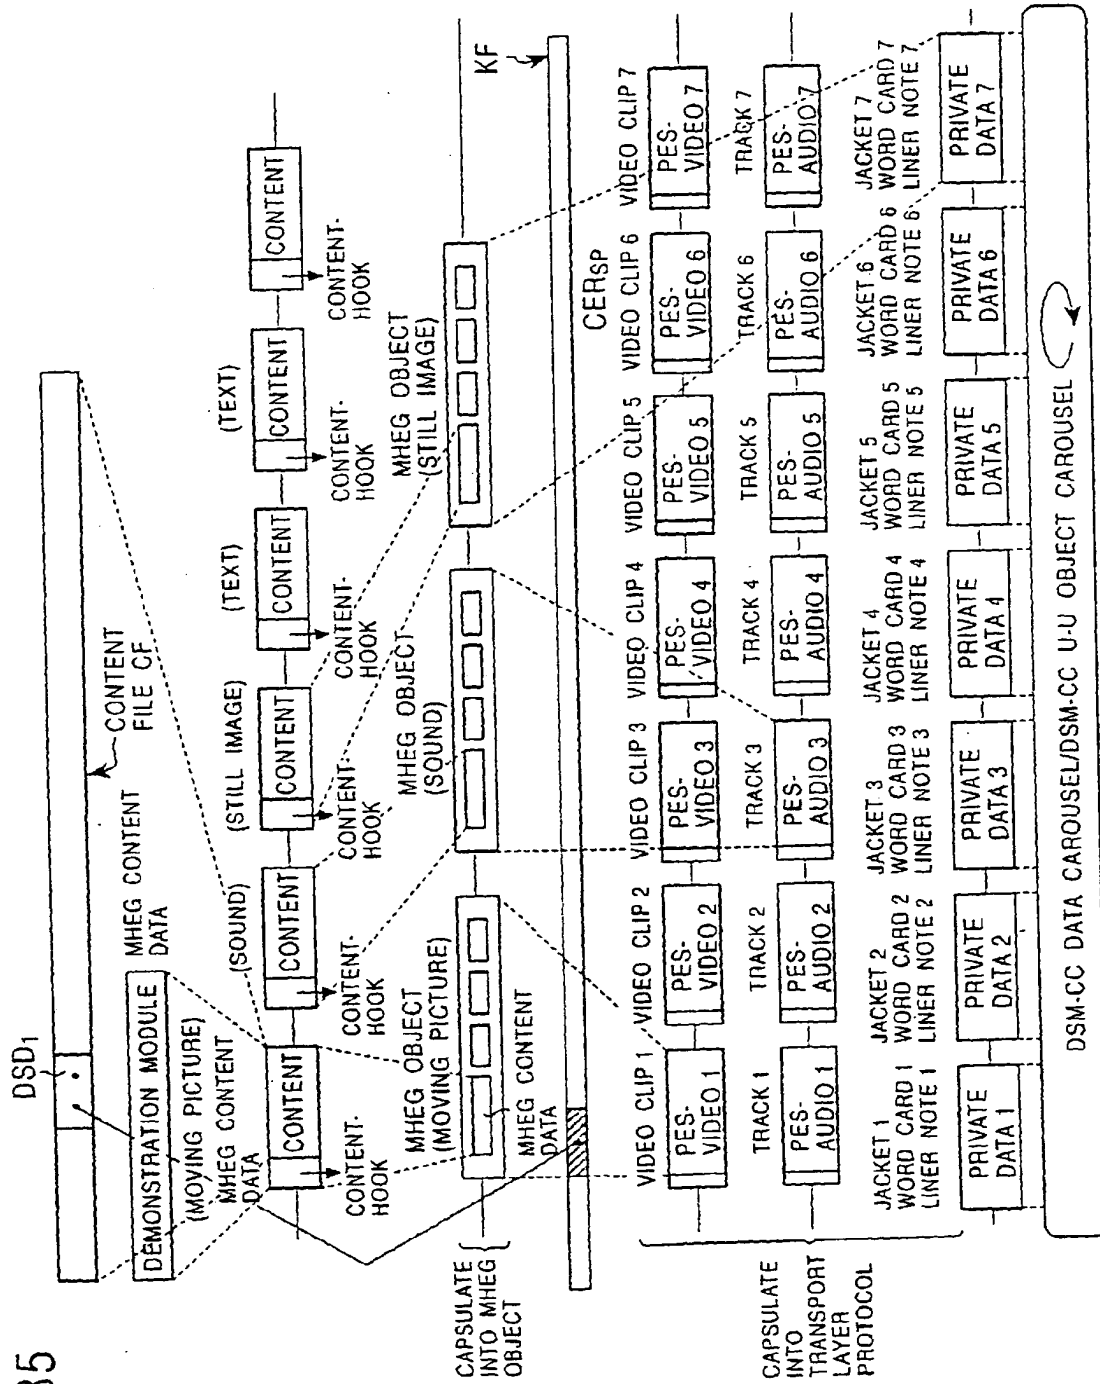 35
DSD1
CONTENT
FILE CF
DEMONSTRATION MODULE
MHEG CONTENT
DATA
(MOVING PICTURE)
MHEG CONTENT
DATA
(SOUND)
(STILL IMAGE)
(TEXT)
(TEXT)
CONTENT
CONTENT
CONTENT
CONTENT
CONTENT
CONTENT
CONTENT-
HOOK
CONTENT-
HOOK
CONTENT-
HOOK
CONTENT-
HOOK
CONTENT-
HOOK
CONTENT-
HOOK
CAPSULATE
INTO MHEG
OBJECT
MHEG OBJECT
(MOVING PICTURE)
MHEG OBJECT
(SOUND)
MHEG OBJECT
(STILL IMAGE)
MHEG CONTENT
DATA
KF
CERSP
CAPSULATE
INTO
TRANSPORT
LAYER
PROTOCOL
VIDEO CLIP 1
VIDEO CLIP 2
VIDEO CLIP 3
VIDEO CLIP 4
VIDEO CLIP 5
VIDEO CLIP 6
VIDEO CLIP 7
PES-
VIDEO 1
PES-
VIDEO 2
PES-
VIDEO 3
PES-
VIDEO 4
PES-
VIDEO 5
PES-
VIDEO 6
PES-
VIDEO 7
TRACK 1
TRACK 2
TRACK 3
TRACK 4
TRACK 5
TRACK 6
TRACK 7
PES-
AUDIO 1
PES-
AUDIO 2
PES-
AUDIO 3
PES-
AUDIO 4
PES-
AUDIO 5
PES-
AUDIO 6
PES-
AUDIO 7
JACKET 1
WORD CARD 1
LINER NOTE 1
JACKET 2
WORD CARD 2
LINER NOTE 2
JACKET 3
WORD CARD 3
LINER NOTE 3
JACKET 4
WORD CARD 4
LINER NOTE 4
JACKET 5
WORD CARD 5
LINER NOTE 5
JACKET 6
WORD CARD 6
LINER NOTE 6
JACKET 7
WORD CARD 7
LINER NOTE 7
PRIVATE
DATA 1
PRIVATE
DATA 2
PRIVATE
DATA 3
PRIVATE
DATA 4
PRIVATE
DATA 5
PRIVATE
DATA 6
PRIVATE
DATA 7
DSM-CC DATA CAROUSEL/DSM-CC U-U OBJECT CAROUSEL